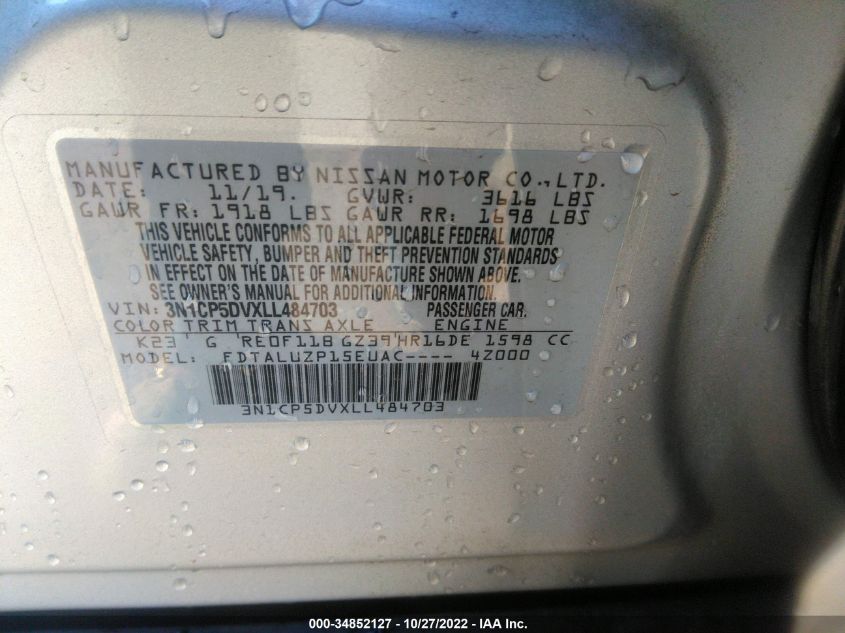 MANUFACTURED BY NISSAN MOTOR CO., LTD.
DATE: 11/19. GVWR: 3616 LBS
GAWR FR: 1918 LBS GAWR RR: 1698 LBS
THIS VEHICLE CONFORMS TO ALL APPLICABLE FEDERAL MOTOR
VEHICLE SAFETY, BUMPER AND THEFT PREVENTION STANDARDS
IN EFFECT ON THE DATE OF MANUFACTURE SHOWN ABOVE.
SEE OWNER'S MANUAL FOR ADDITIONAL INFORMATION.
VIN: 3N1CP5DVXLL484703 PASSENGER CAR.
COLOR TRIM TRANS AXLE ENGINE
K23' G 'RE0F11B GZ39'HR16DE 1598 CC
MODEL: FDTALUZP15EUAC---- 4Z000
3N1CP5DVXLL484703
000-34852127 - 10/27/2022 - IAA Inc.